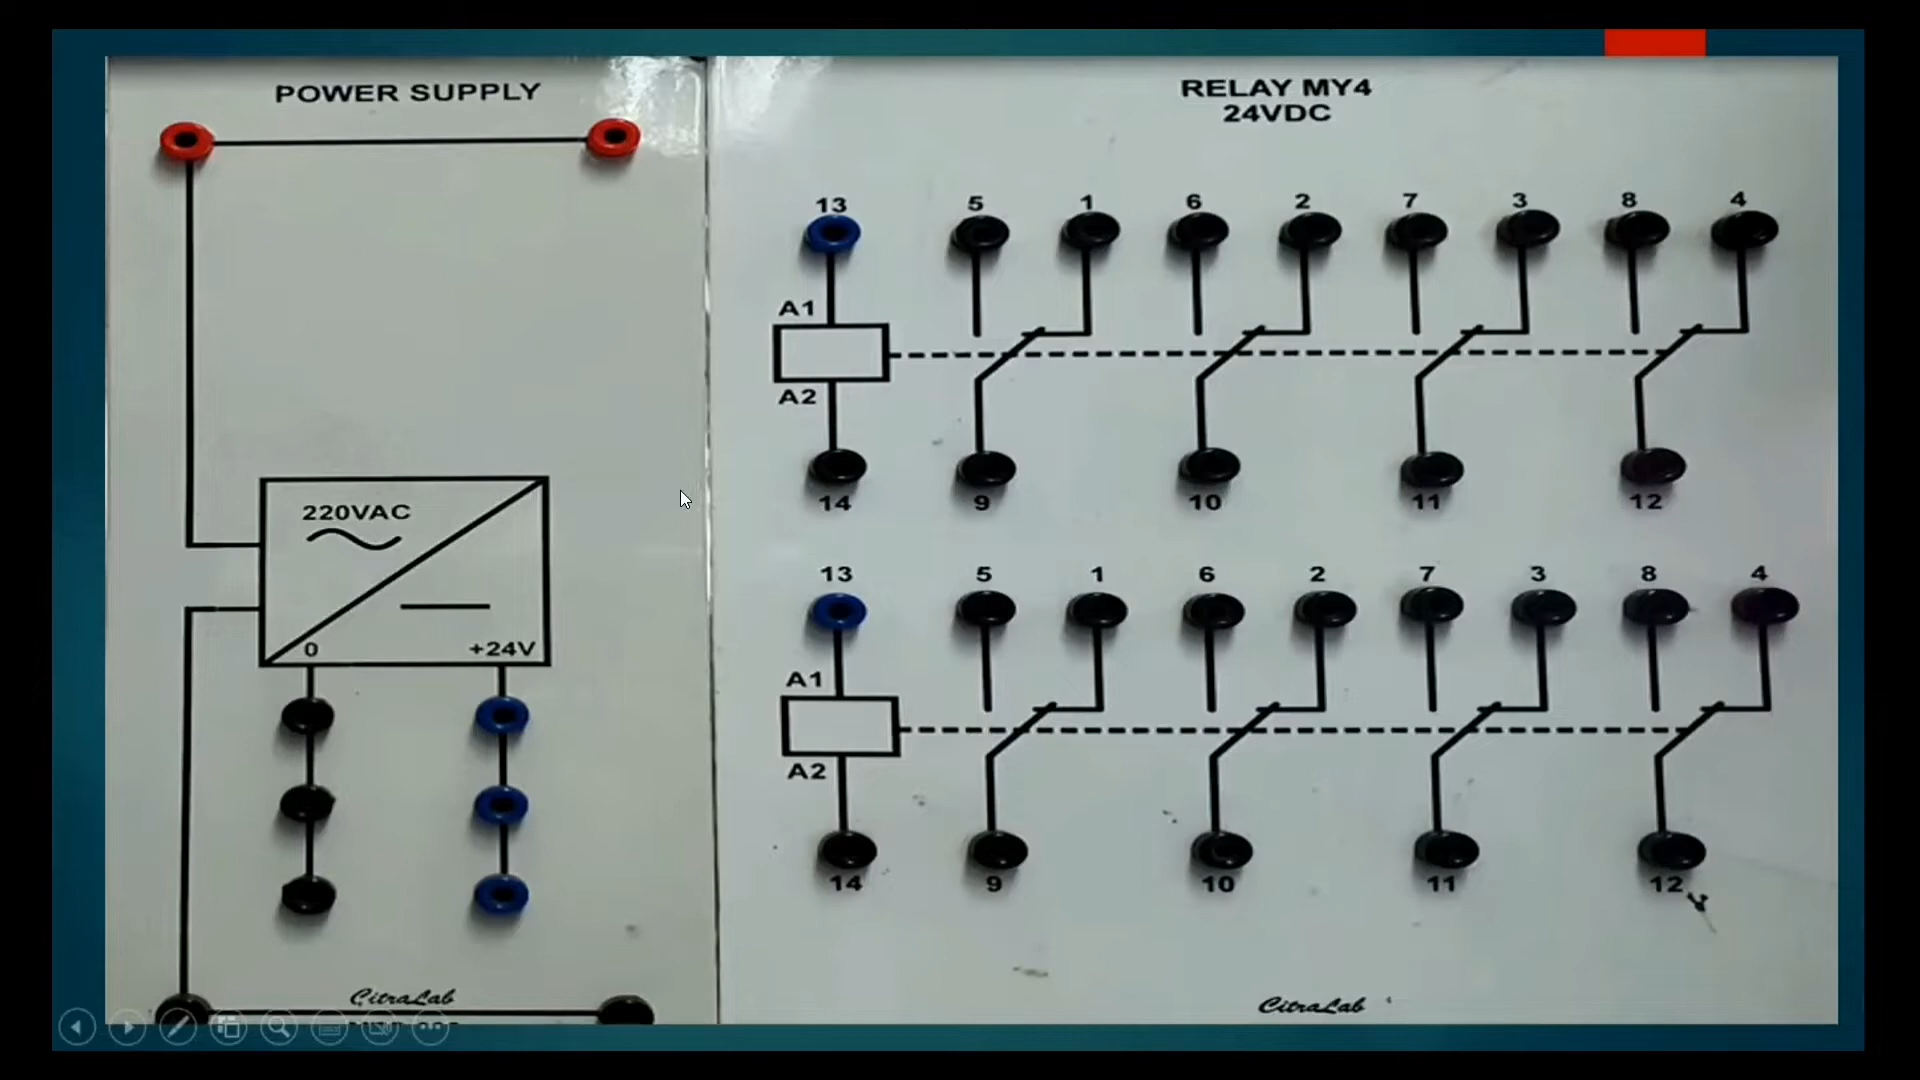 POWER SUPPLY
220VAC
0 +24V
CitraLab
RELAY MY4
24VDC
13 5 1 6 2 7 3 8 4
A1
A2
14 9 10 11 12
13 5 1 6 2 7 3 8 4
A1
A2
14 9 10 11 12
CitraLab